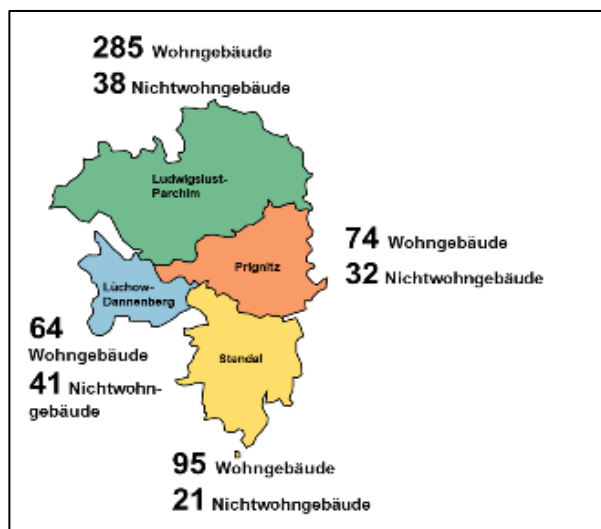 285 Wohngebäude
38 Nichtwohngebäude
Ludwigslust-
Parchim
74 Wohngebäude
32 Nichtwohngebäude
Prignitz
Lüchow-
Dannenberg
64
Wohngebäude
41 Nichtwohn-
gebäude
Stendal
95 Wohngebäude
21 Nichtwohngebäude